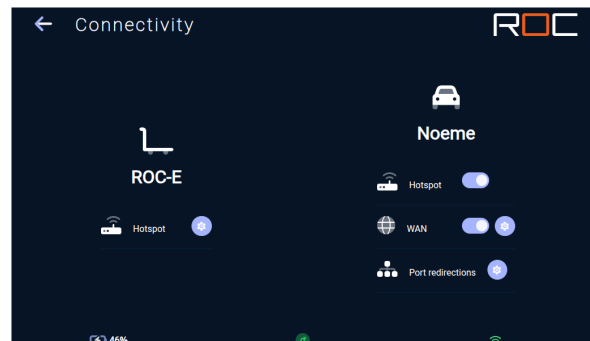 Connectivity
ROC
Noeme
ROC-E
Hotspot
Hotspot
WAN
Port redirections
46%